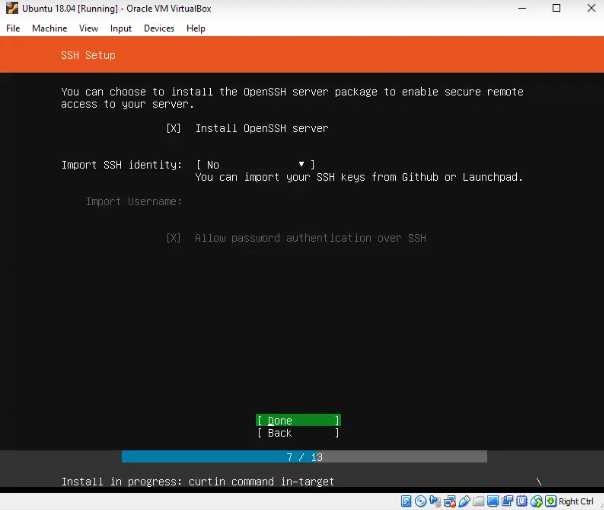 Ubuntu 18.04 [Running] - Oracle VM VirtualBox
File Machine View Input Devices Help
SSH Setup
You can choose to install the OpenSSH server package to enable secure remote
access to your server.
[X] Install OpenSSH server
Import SSH identity: [ No ▾ ]
You can import your SSH keys from Github or Launchpad.
Import Username:
[X] Allow password authentication over SSH
[ Done ]
[ Back ]
7 / 13
Install in progress: curtin command in-target \
Right Ctrl